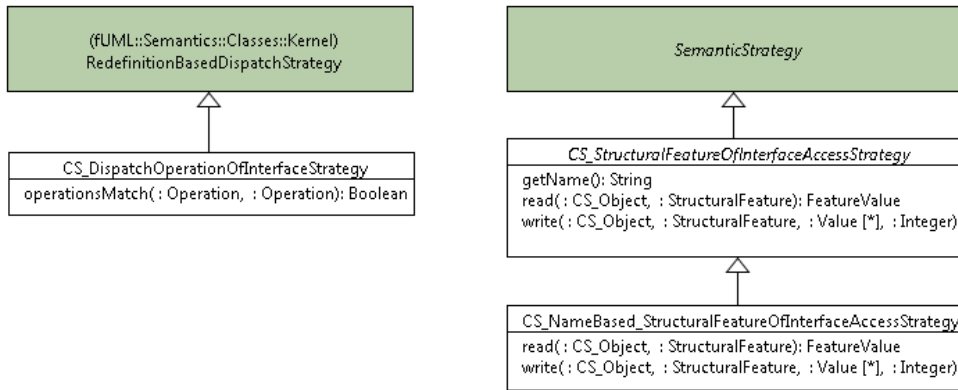 (fUML::Semantics::Classes::Kernel)
RedefinitionBasedDispatchStrategy
CS_DispatchOperationOfInterfaceStrategy
operationsMatch( : Operation, : Operation): Boolean
SemanticStrategy
CS_StructuralFeatureOfInterfaceAccessStrategy
getName(): String
read( : CS_Object, : StructuralFeature): FeatureValue
write( : CS_Object, : StructuralFeature, : Value [*], : Integer)
CS_NameBased_StructuralFeatureOfInterfaceAccessStrategy
read( : CS_Object, : StructuralFeature): FeatureValue
write( : CS_Object, : StructuralFeature, : Value [*], : Integer)